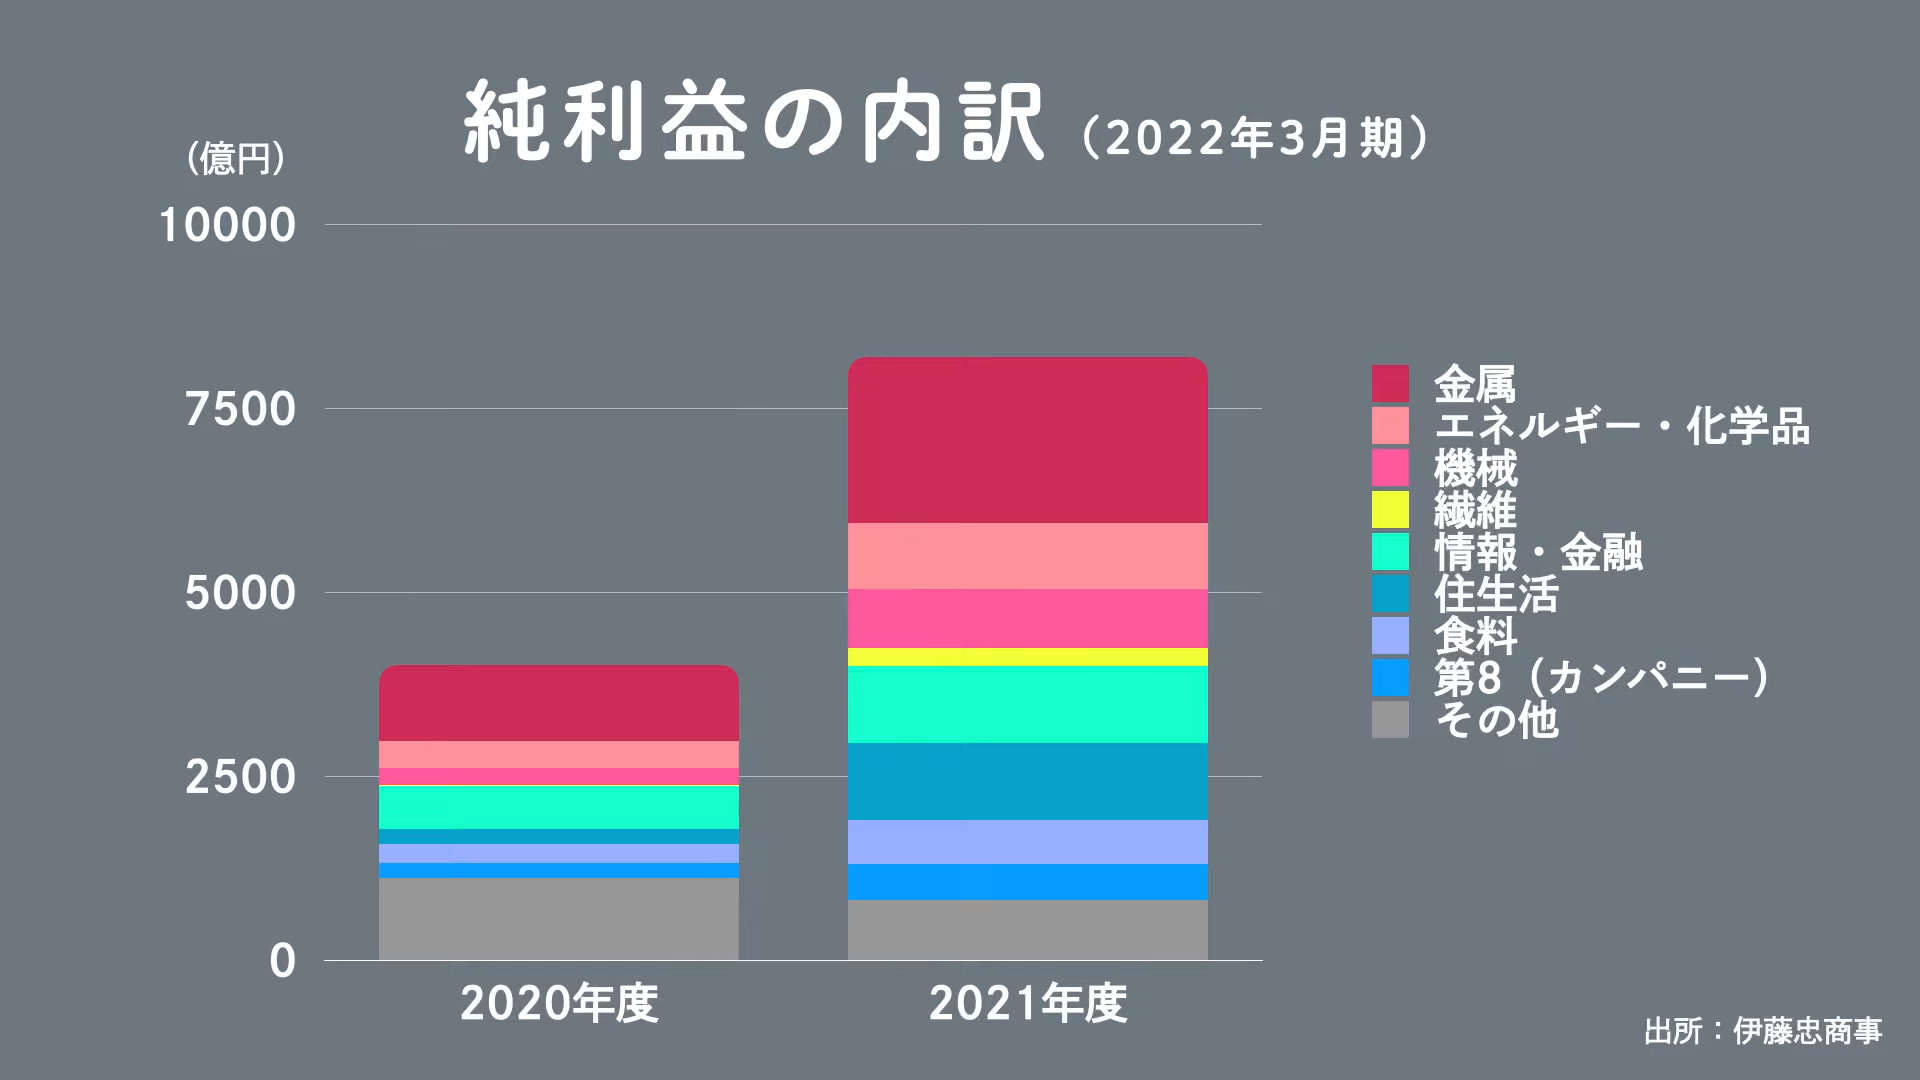 純利益の内訳（2022年3月期）
（億円）
10000
7500
5000
2500
0
2020年度
2021年度
金属
エネルギー・化学品
機械
繊維
情報・金融
住生活
食料
第8（カンパニー）
その他
出所：伊藤忠商事